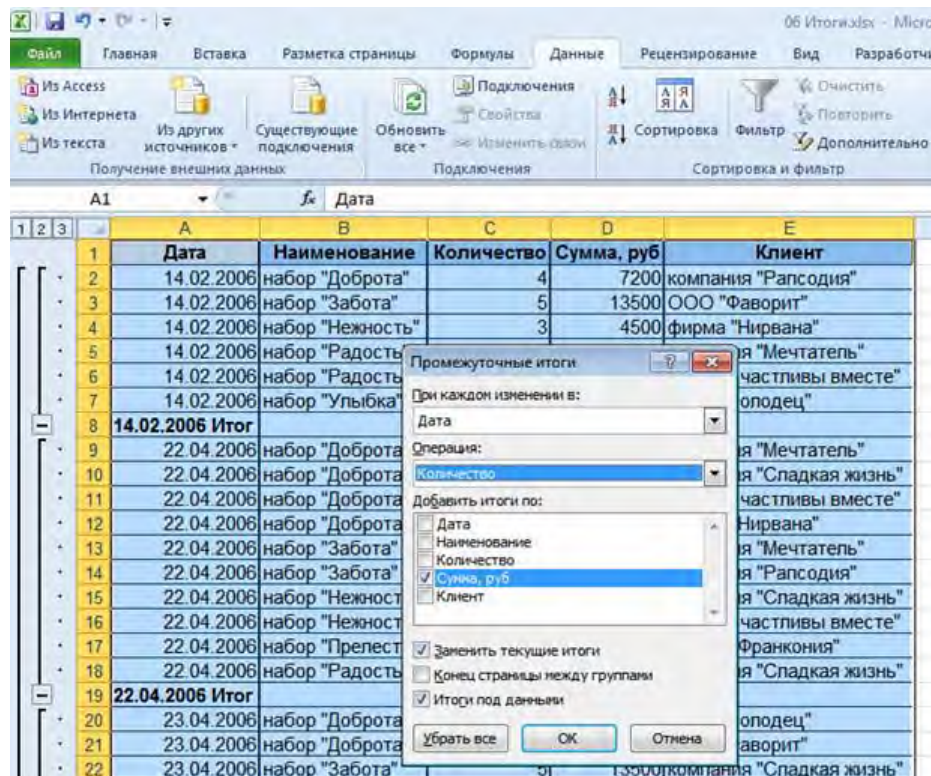 06 Итоги.xlsx - Micro
Файл Главная Вставка Разметка страницы Формулы Данные Рецензирование Вид Разработч
Из Access
Из Интернета
Из текста
Из других источников
Существующие подключения
Получение внешних данных
Обновить все
Подключения
Свойства
Изменить связи
Подключения
Сортировка
Фильтр
Очистить
Повторить
Дополнительно
Сортировка и фильтр
A1 fx Дата
1 2 3 A B C D E
1 Дата Наименование Количество Сумма, руб Клиент
2 14.02.2006 набор "Доброта" 4 7200 компания "Рапсодия"
3 14.02.2006 набор "Забота" 5 13500 ООО "Фаворит"
4 14.02.2006 набор "Нежность" 3 4500 фирма "Нирвана"
5 14.02.2006 набор "Радость я "Мечтатель"
6 14.02.2006 набор "Радость частливы вместе"
7 14.02.2006 набор "Улыбка" олодец"
8 14.02.2006 Итог
9 22.04.2006 набор "Доброта я "Мечтатель"
10 22.04.2006 набор "Доброта я "Сладкая жизнь"
11 22.04.2006 набор "Доброта частливы вместе"
12 22.04.2006 набор "Доброта Нирвана"
13 22.04.2006 набор "Забота" я "Мечтатель"
14 22.04.2006 набор "Забота" я "Рапсодия"
15 22.04.2006 набор "Нежност я "Сладкая жизнь"
16 22.04.2006 набор "Нежност частливы вместе"
17 22.04.2006 набор "Прелест Франкония"
18 22.04.2006 набор "Радость я "Сладкая жизнь"
19 22.04.2006 Итог
20 23.04.2006 набор "Доброта олодец"
21 23.04.2006 набор "Доброта аворит"
22 23.04.2006 набор "Забота" 5 13500 компания "Сладкая жизнь"
Промежуточные итоги
При каждом изменении в:
Дата
Операция:
Количество
Добавить итоги по:
Дата
Наименование
Количество
Сумма, руб
Клиент
Заменить текущие итоги
Конец страницы между группами
Итоги под данными
Убрать все OK Отмена